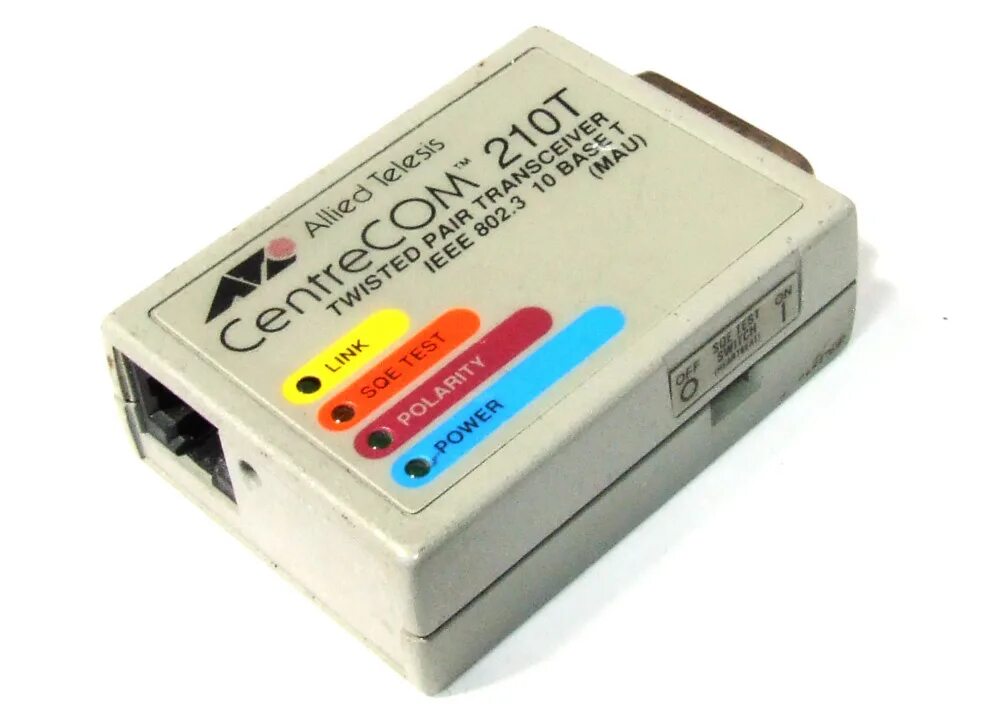 Allied Telesis
CentreCOM™ 210T
TWISTED PAIR TRANSCEIVER
IEEE 802.3 10 BASE T
(MAU)
LINK
SQE TEST
POLARITY
POWER
OFF
SQE TEST
SWITCH
(HEARTBEAT)
ON